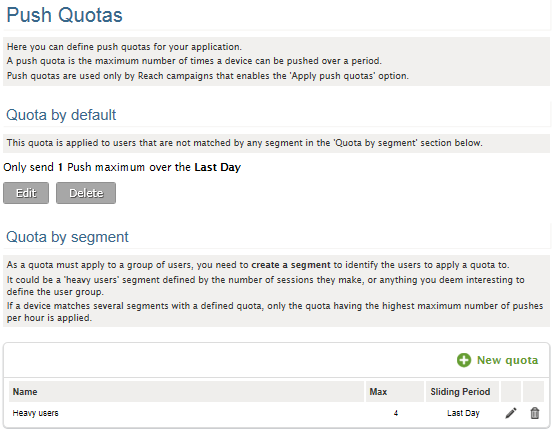 Push Quotas
Here you can define push quotas for your application.
A push quota is the maximum number of times a device can be pushed over a period.
Push quotas are used only by Reach campaigns that enables the 'Apply push quotas' option.
Quota by default
This quota is applied to users that are not matched by any segment in the 'Quota by segment' section below.
Only send 1 Push maximum over the Last Day
Edit Delete
Quota by segment
As a quota must apply to a group of users, you need to create a segment to identify the users to apply a quota to.
It could be a 'heavy users' segment defined by the number of sessions they make, or anything you deem interesting to
define the user group.
If a device matches several segments with a defined quota, only the quota having the highest maximum number of pushes
per hour is applied.
New quota
Name Max Sliding Period
Heavy users 4 Last Day